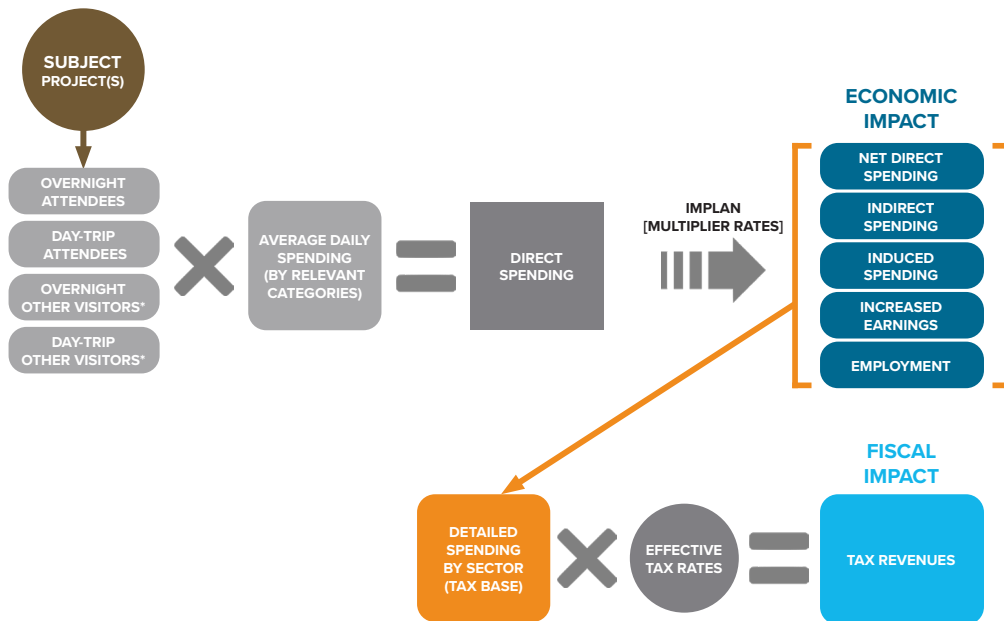 SUBJECT
PROJECT(S)
OVERNIGHT
ATTENDEES
DAY-TRIP
ATTENDEES
OVERNIGHT
OTHER VISITORS*
DAY-TRIP
OTHER VISITORS*
AVERAGE DAILY
SPENDING
(BY RELEVANT
CATEGORIES)
DIRECT
SPENDING
IMPLAN
[MULTIPLIER RATES]
ECONOMIC
IMPACT
NET DIRECT
SPENDING
INDIRECT
SPENDING
INDUCED
SPENDING
INCREASED
EARNINGS
EMPLOYMENT
DETAILED
SPENDING
BY SECTOR
(TAX BASE)
EFFECTIVE
TAX RATES
FISCAL
IMPACT
TAX REVENUES